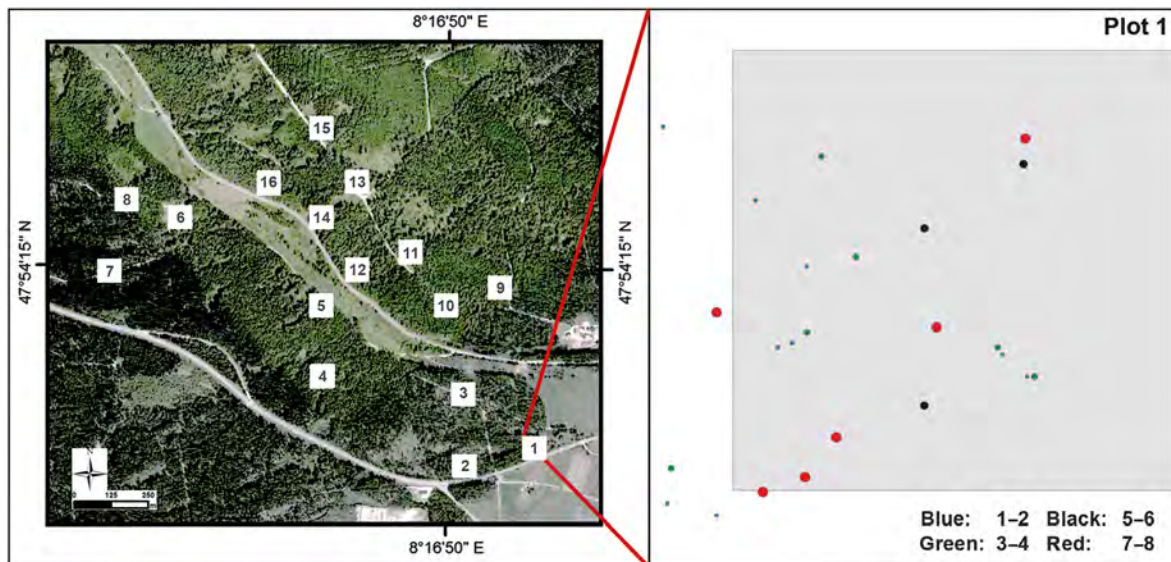 8°16'50" E
Plot 1
47°54'15" N
47°54'15" N
15
16
13
8
6
14
11
7
12
9
5
10
4
3
1
2
N
0 125 250
m
8°16'50" E
Blue: 1–2 Black: 5–6
Green: 3–4 Red: 7–8